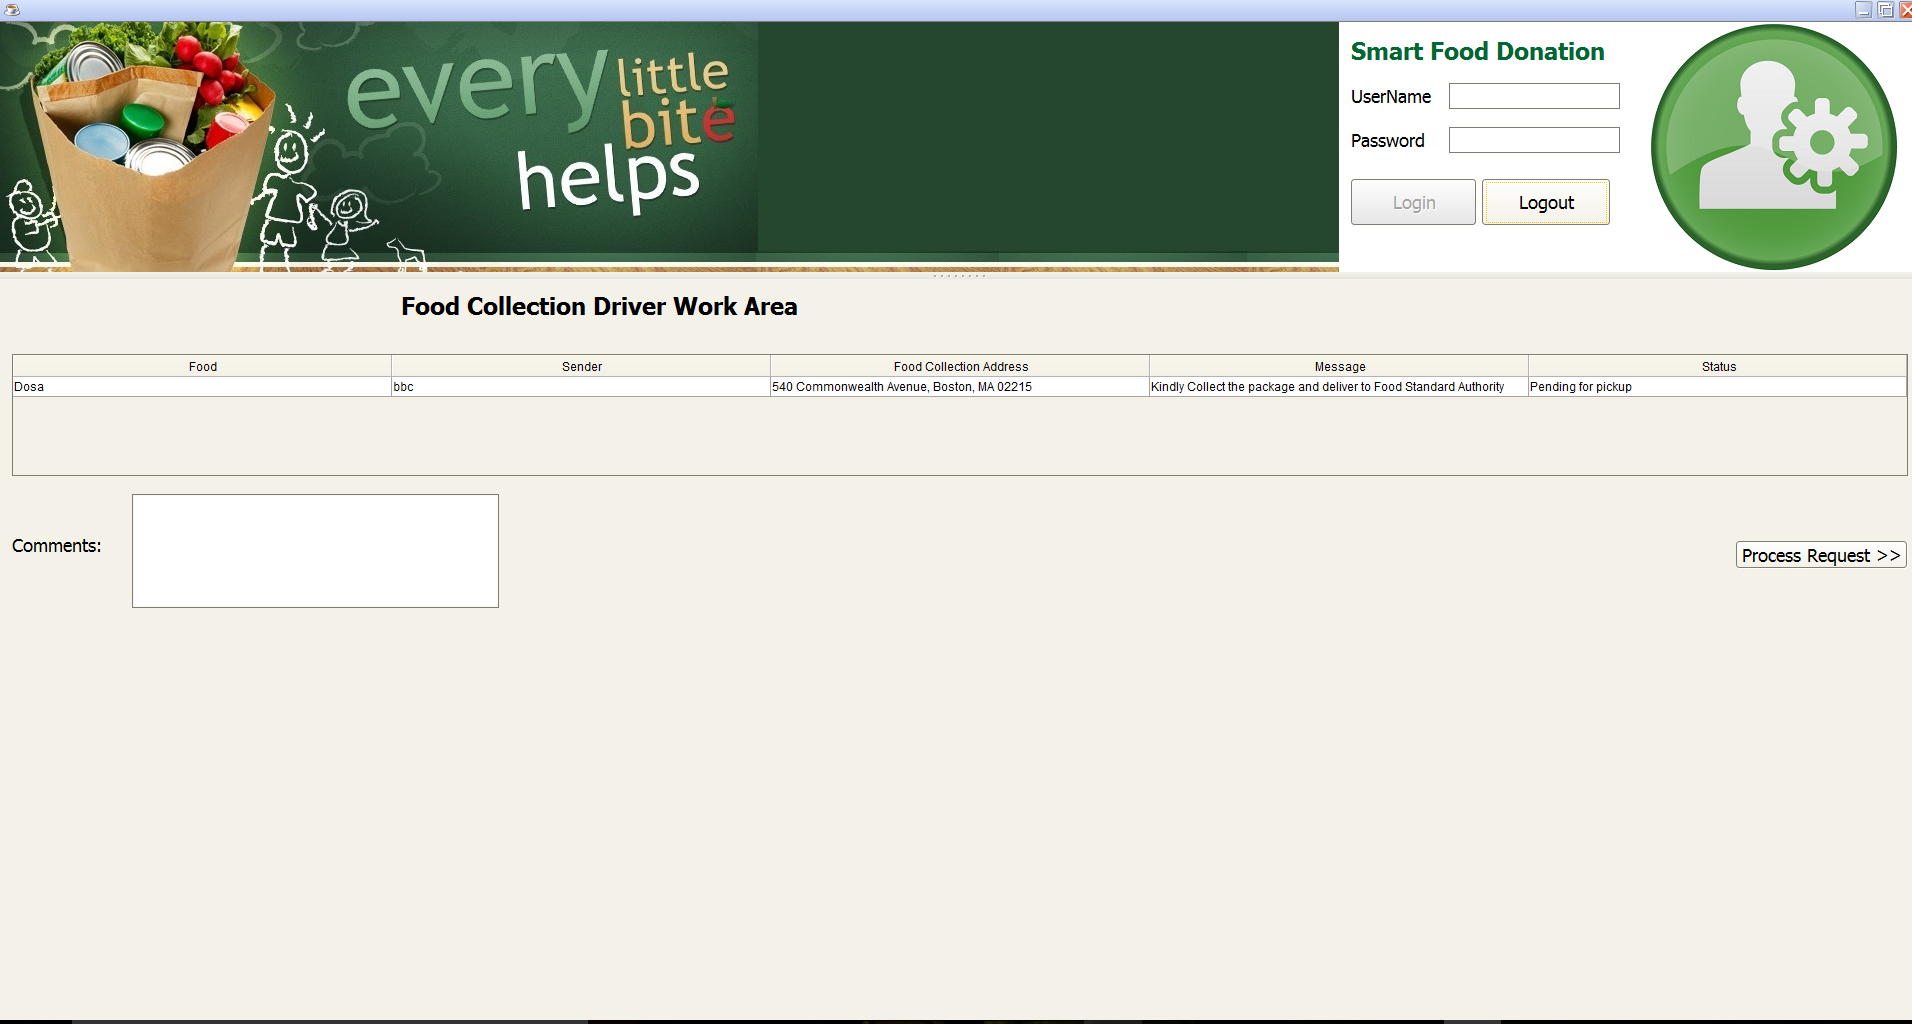 every little
bite
helps
Smart Food Donation
UserName
Password
Login Logout
Food Collection Driver Work Area
Food Sender Food Collection Address Message Status
Dosa bbc 540 Commonwealth Avenue, Boston, MA 02215 Kindly Collect the package and deliver to Food Standard Authority Pending for pickup
Comments:
Process Request >>